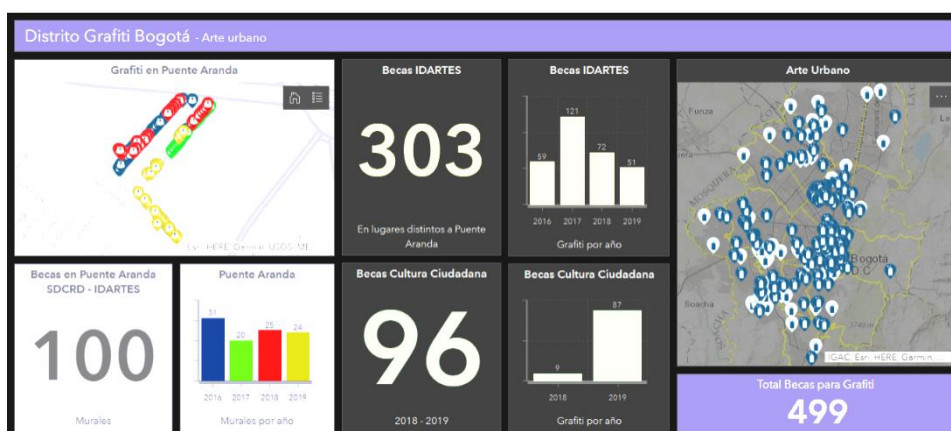 Distrito Grafiti Bogotá - Arte urbano
Grafiti en Puente Aranda
Esri, HERE, Garmin, USGS, ME
Becas IDARTES
303
En lugares distintos a Puente
Aranda
Becas IDARTES
59
121
72
51
2016 2017 2018 2019
Grafiti por año
Arte Urbano
Funza
MOSQUERA
Bogotá
D.C.
Soacha
IGAC, Esri, HERE, Garmin, ...
Becas en Puente Aranda
SDCRD - IDARTES
100
Murales
Puente Aranda
20
25
24
2016 2017 2018 2019
Murales por año
Becas Cultura Ciudadana
96
2018 - 2019
Becas Cultura Ciudadana
9
87
2018 2019
Grafiti por año
Total Becas para Grafiti
499